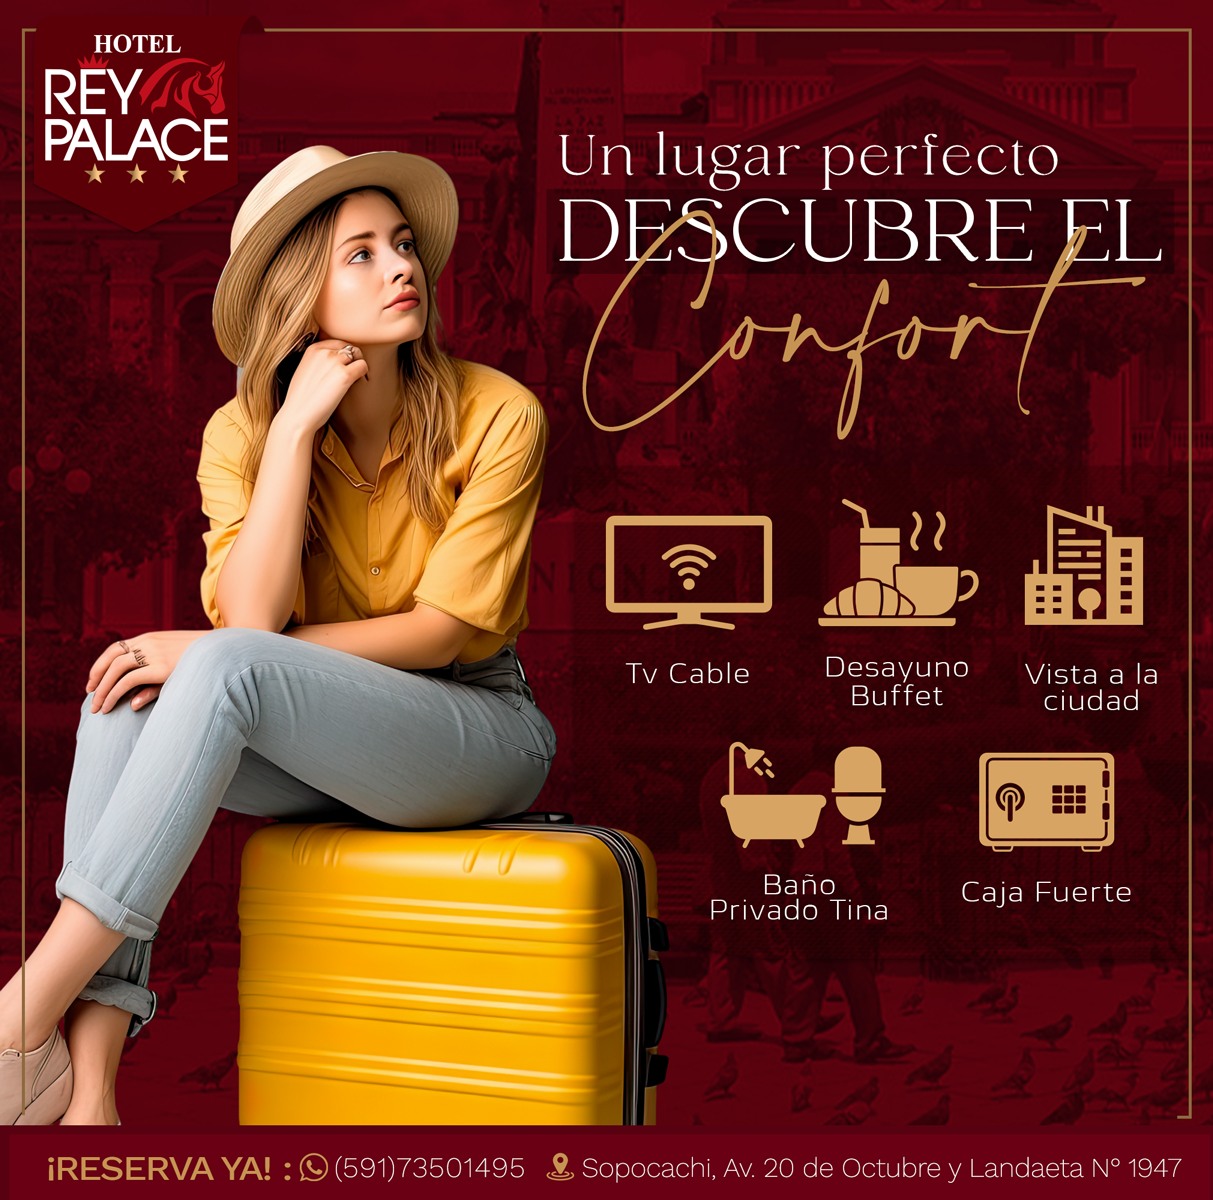 HOTEL
REY
PALACE
Un lugar perfecto
DESCUBRE EL
Confort
Tv Cable
Desayuno
Buffet
Vista a la
ciudad
Baño
Privado Tina
Caja Fuerte
¡RESERVA YA! : (591)73501495 Sopocachi, Av. 20 de Octubre y Landaeta N° 1947